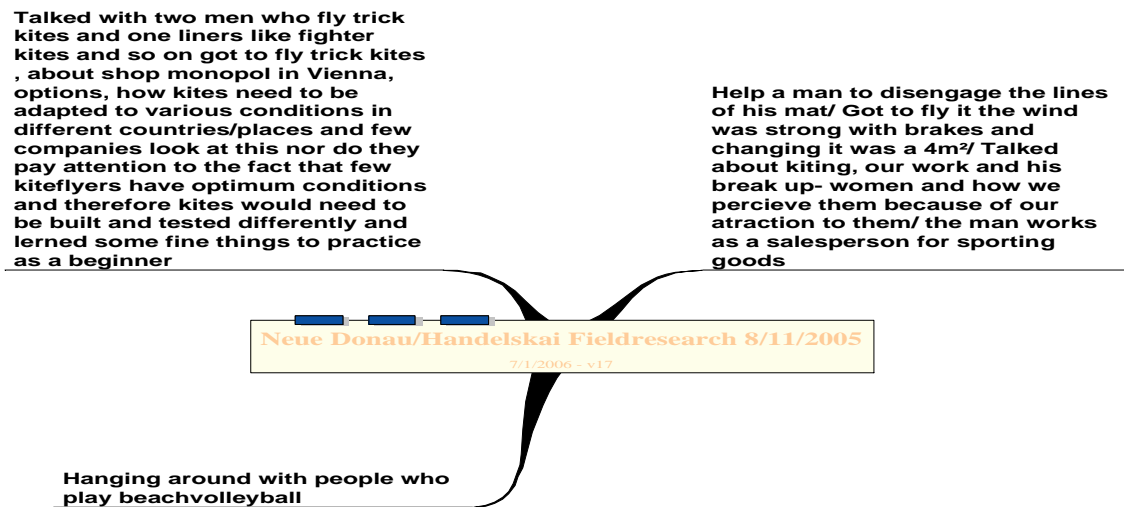 Talked with two men who fly trick
kites and one liners like fighter
kites and so on got to fly trick kites
, about shop monopol in Vienna,
options, how kites need to be
adapted to various conditions in
different countries/places and few
companies look at this nor do they
pay attention to the fact that few
kiteflyers have optimum conditions
and therefore kites would need to
be built and tested differently and
lerned some fine things to practice
as a beginner
Help a man to disengage the lines
of his mat/ Got to fly it the wind
was strong with brakes and
changing it was a 4m²/ Talked
about kiting, our work and his
break up- women and how we
percieve them because of our
atraction to them/ the man works
as a salesperson for sporting
goods
Neue Donau/Handelskai Fieldresearch 8/11/2005
7/1/2006 - v17
Hanging around with people who
play beachvolleyball